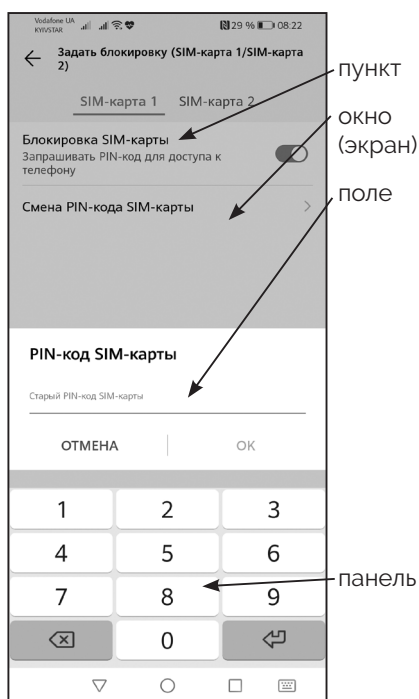 Vodafone UA
KYIVSTAR
29 % 08:22
Задать блокировку (SIM-карта 1/SIM-карта
2)
SIM-карта 1 SIM-карта 2
Блокировка SIM-карты
Запрашивать PIN-код для доступа к
телефону
Смена PIN-кода SIM-карты
PIN-код SIM-карты
Старый PIN-код SIM-карты
ОТМЕНА OK
1 2 3
4 5 6
7 8 9
0
пункт
окно
(экран)
поле
панель